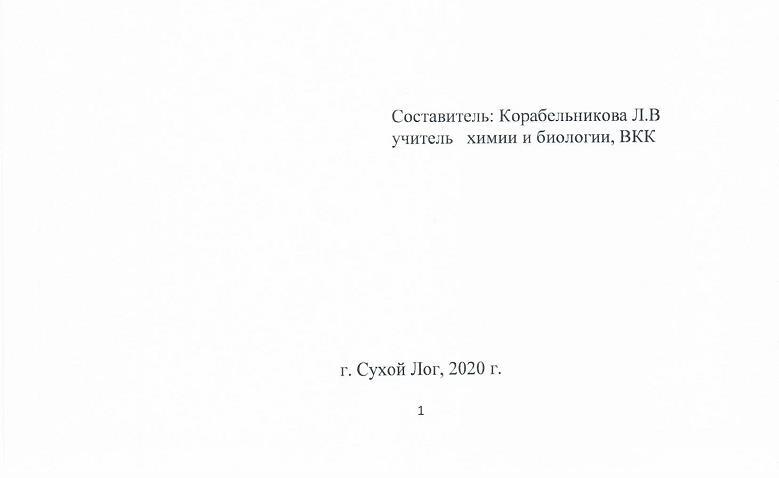 Составитель: Корабельникова Л.В
учитель химии и биологии, ВКК
г. Сухой Лог, 2020 г.
1